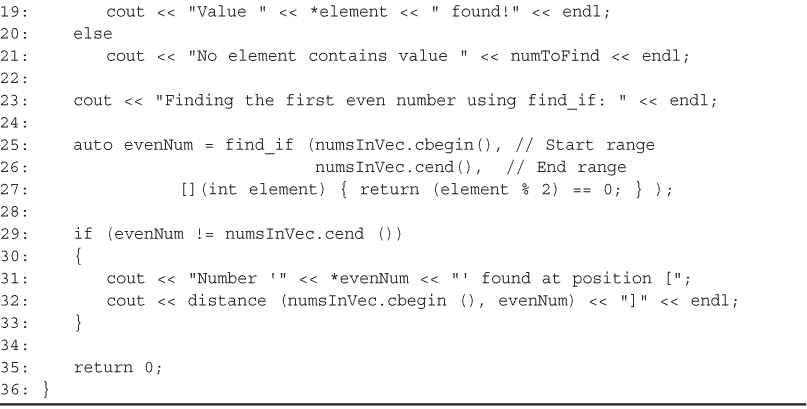 19:       cout << "Value " << *element << " found!" << endl;
20:    else
21:       cout << "No element contains value " << numToFind << endl;
22:
23:    cout << "Finding the first even number using find_if: " << endl;
24:
25:    auto evenNum = find_if (numsInVec.cbegin(), // Start range
26:                         numsInVec.cend(),  // End range
27:             [](int element) { return (element % 2) == 0; } );
28:
29:    if (evenNum != numsInVec.cend ())
30:    {
31:       cout << "Number '" << *evenNum << "' found at position [";
32:       cout << distance (numsInVec.cbegin (), evenNum) << "]" << endl;
33:    }
34:
35:    return 0;
36: }